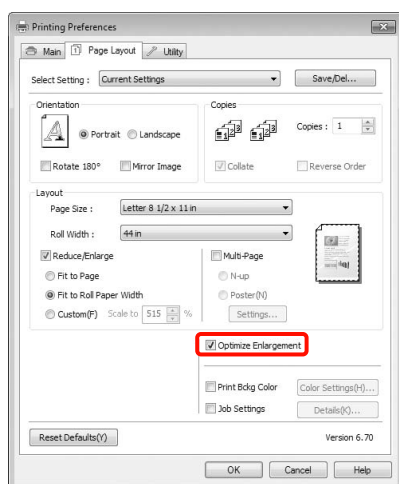 Printing Preferences
Main Page Layout Utility
Select Setting : Current Settings Save/Del...
Orientation
Portrait Landscape
Rotate 180° Mirror Image
Copies
Copies : 1
Collate Reverse Order
Layout
Page Size : Letter 8 1/2 x 11 in
Roll Width : 44 in
Reduce/Enlarge
Fit to Page
Fit to Roll Paper Width
Custom(F) Scale to 515 %
Multi-Page
N-up
Poster(N)
Settings...
Optimize Enlargement
Print Bckg Color Color Settings(H)...
Job Settings Details(K)...
Reset Defaults(Y) Version 6.70
OK Cancel Help